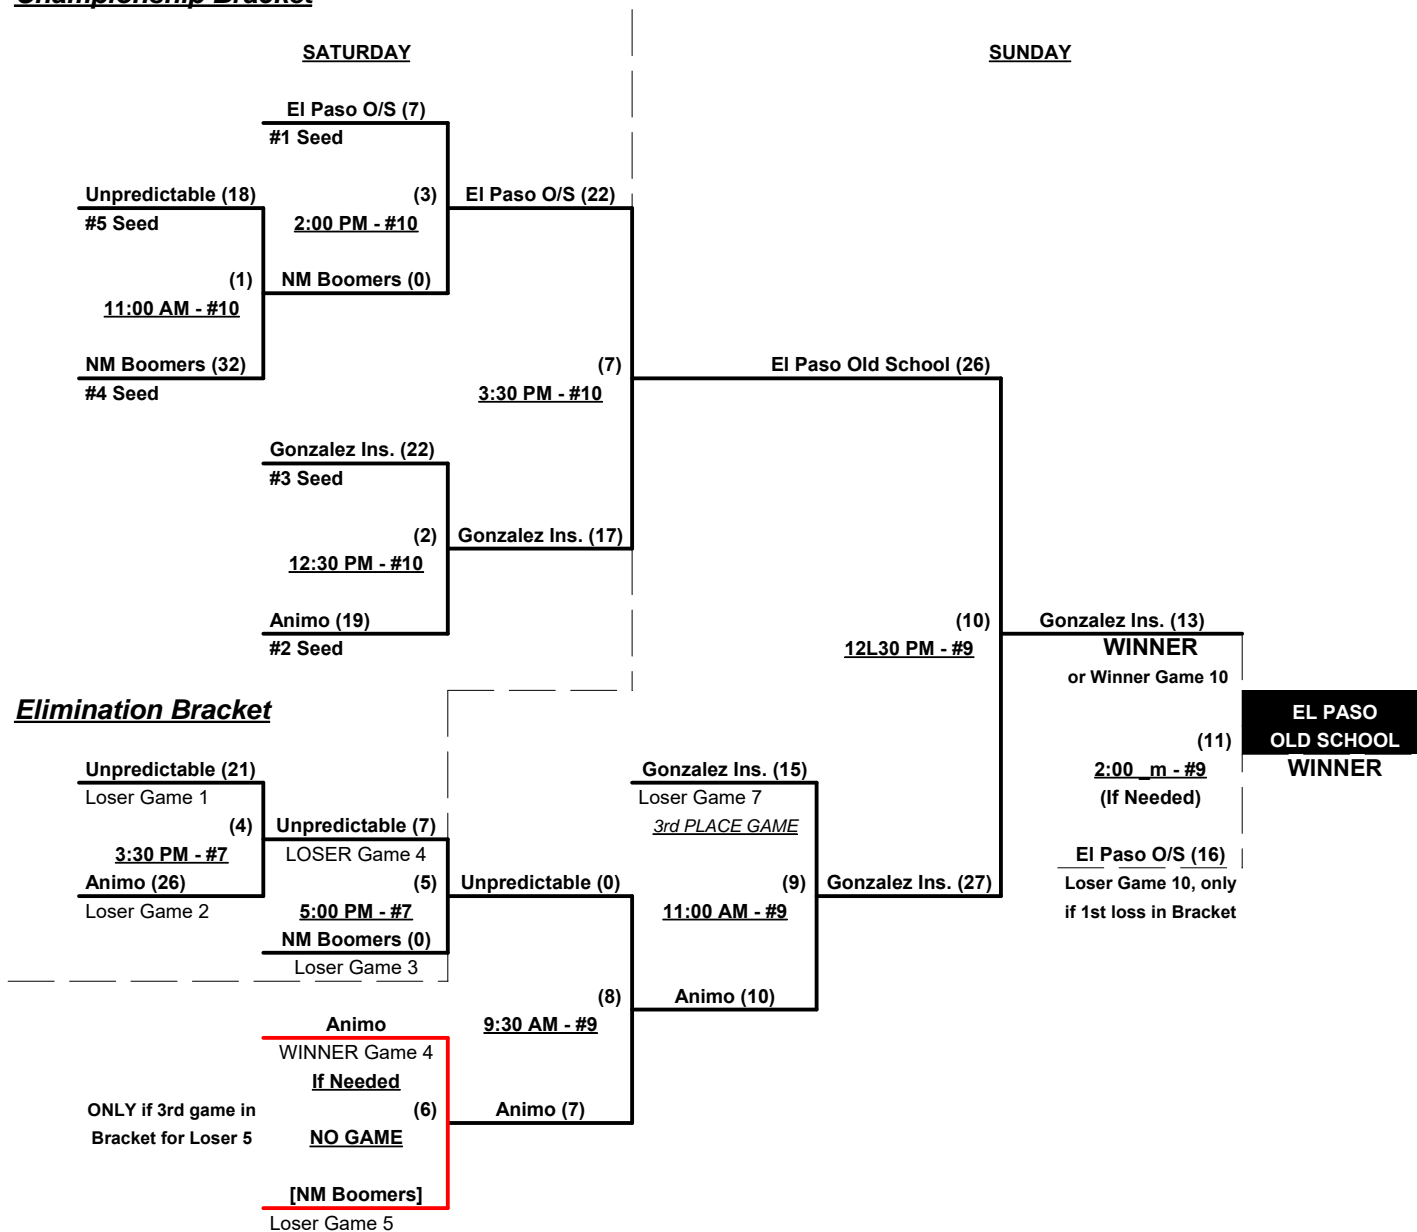 Championship Bracket
SATURDAY
SUNDAY
El Paso O/S (7)
#1 Seed
Unpredictable (18)
#5 Seed
(3)
2:00 PM - #10
El Paso O/S (22)
(1)
11:00 AM - #10
NM Boomers (0)
NM Boomers (32)
#4 Seed
(7)
3:30 PM - #10
El Paso Old School (26)
Gonzalez Ins. (22)
#3 Seed
(2)
12:30 PM - #10
Gonzalez Ins. (17)
Animo (19)
#2 Seed
(10)
12L30 PM - #9
Gonzalez Ins. (13)
WINNER
or Winner Game 10
Elimination Bracket
EL PASO
OLD SCHOOL
WINNER
(11)
2:00 _m - #9
(If Needed)
Unpredictable (21)
Loser Game 1
(4)
3:30 PM - #7
Animo (26)
Loser Game 2
Unpredictable (7)
LOSER Game 4
(5)
5:00 PM - #7
NM Boomers (0)
Loser Game 3
Unpredictable (0)
Gonzalez Ins. (15)
Loser Game 7
3rd PLACE GAME
(9)
11:00 AM - #9
Gonzalez Ins. (27)
El Paso O/S (16)
Loser Game 10, only
if 1st loss in Bracket
(8)
9:30 AM - #9
Animo (10)
Animo
WINNER Game 4
If Needed
ONLY if 3rd game in
Bracket for Loser 5
(6)
NO GAME
Animo (7)
[NM Boomers]
Loser Game 5